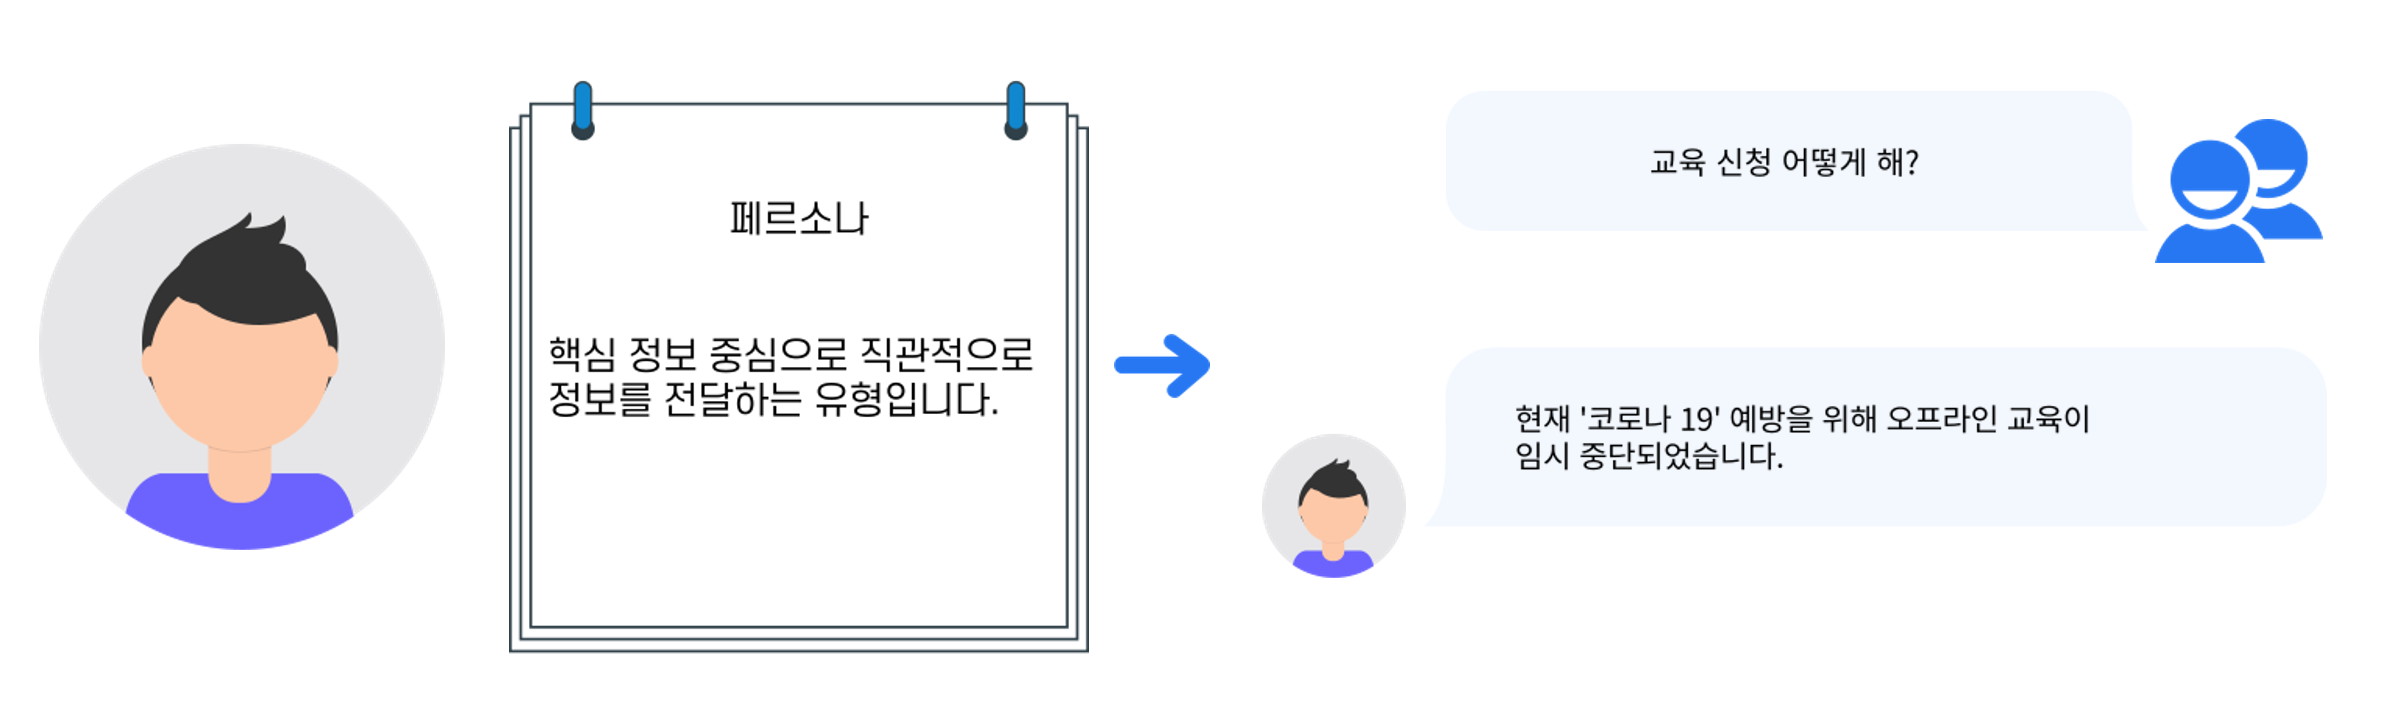 페르소나
핵심 정보 중심으로 직관적으로
정보를 전달하는 유형입니다.
교육 신청 어떻게 해?
현재 '코로나 19' 예방을 위해 오프라인 교육이
임시 중단되었습니다.